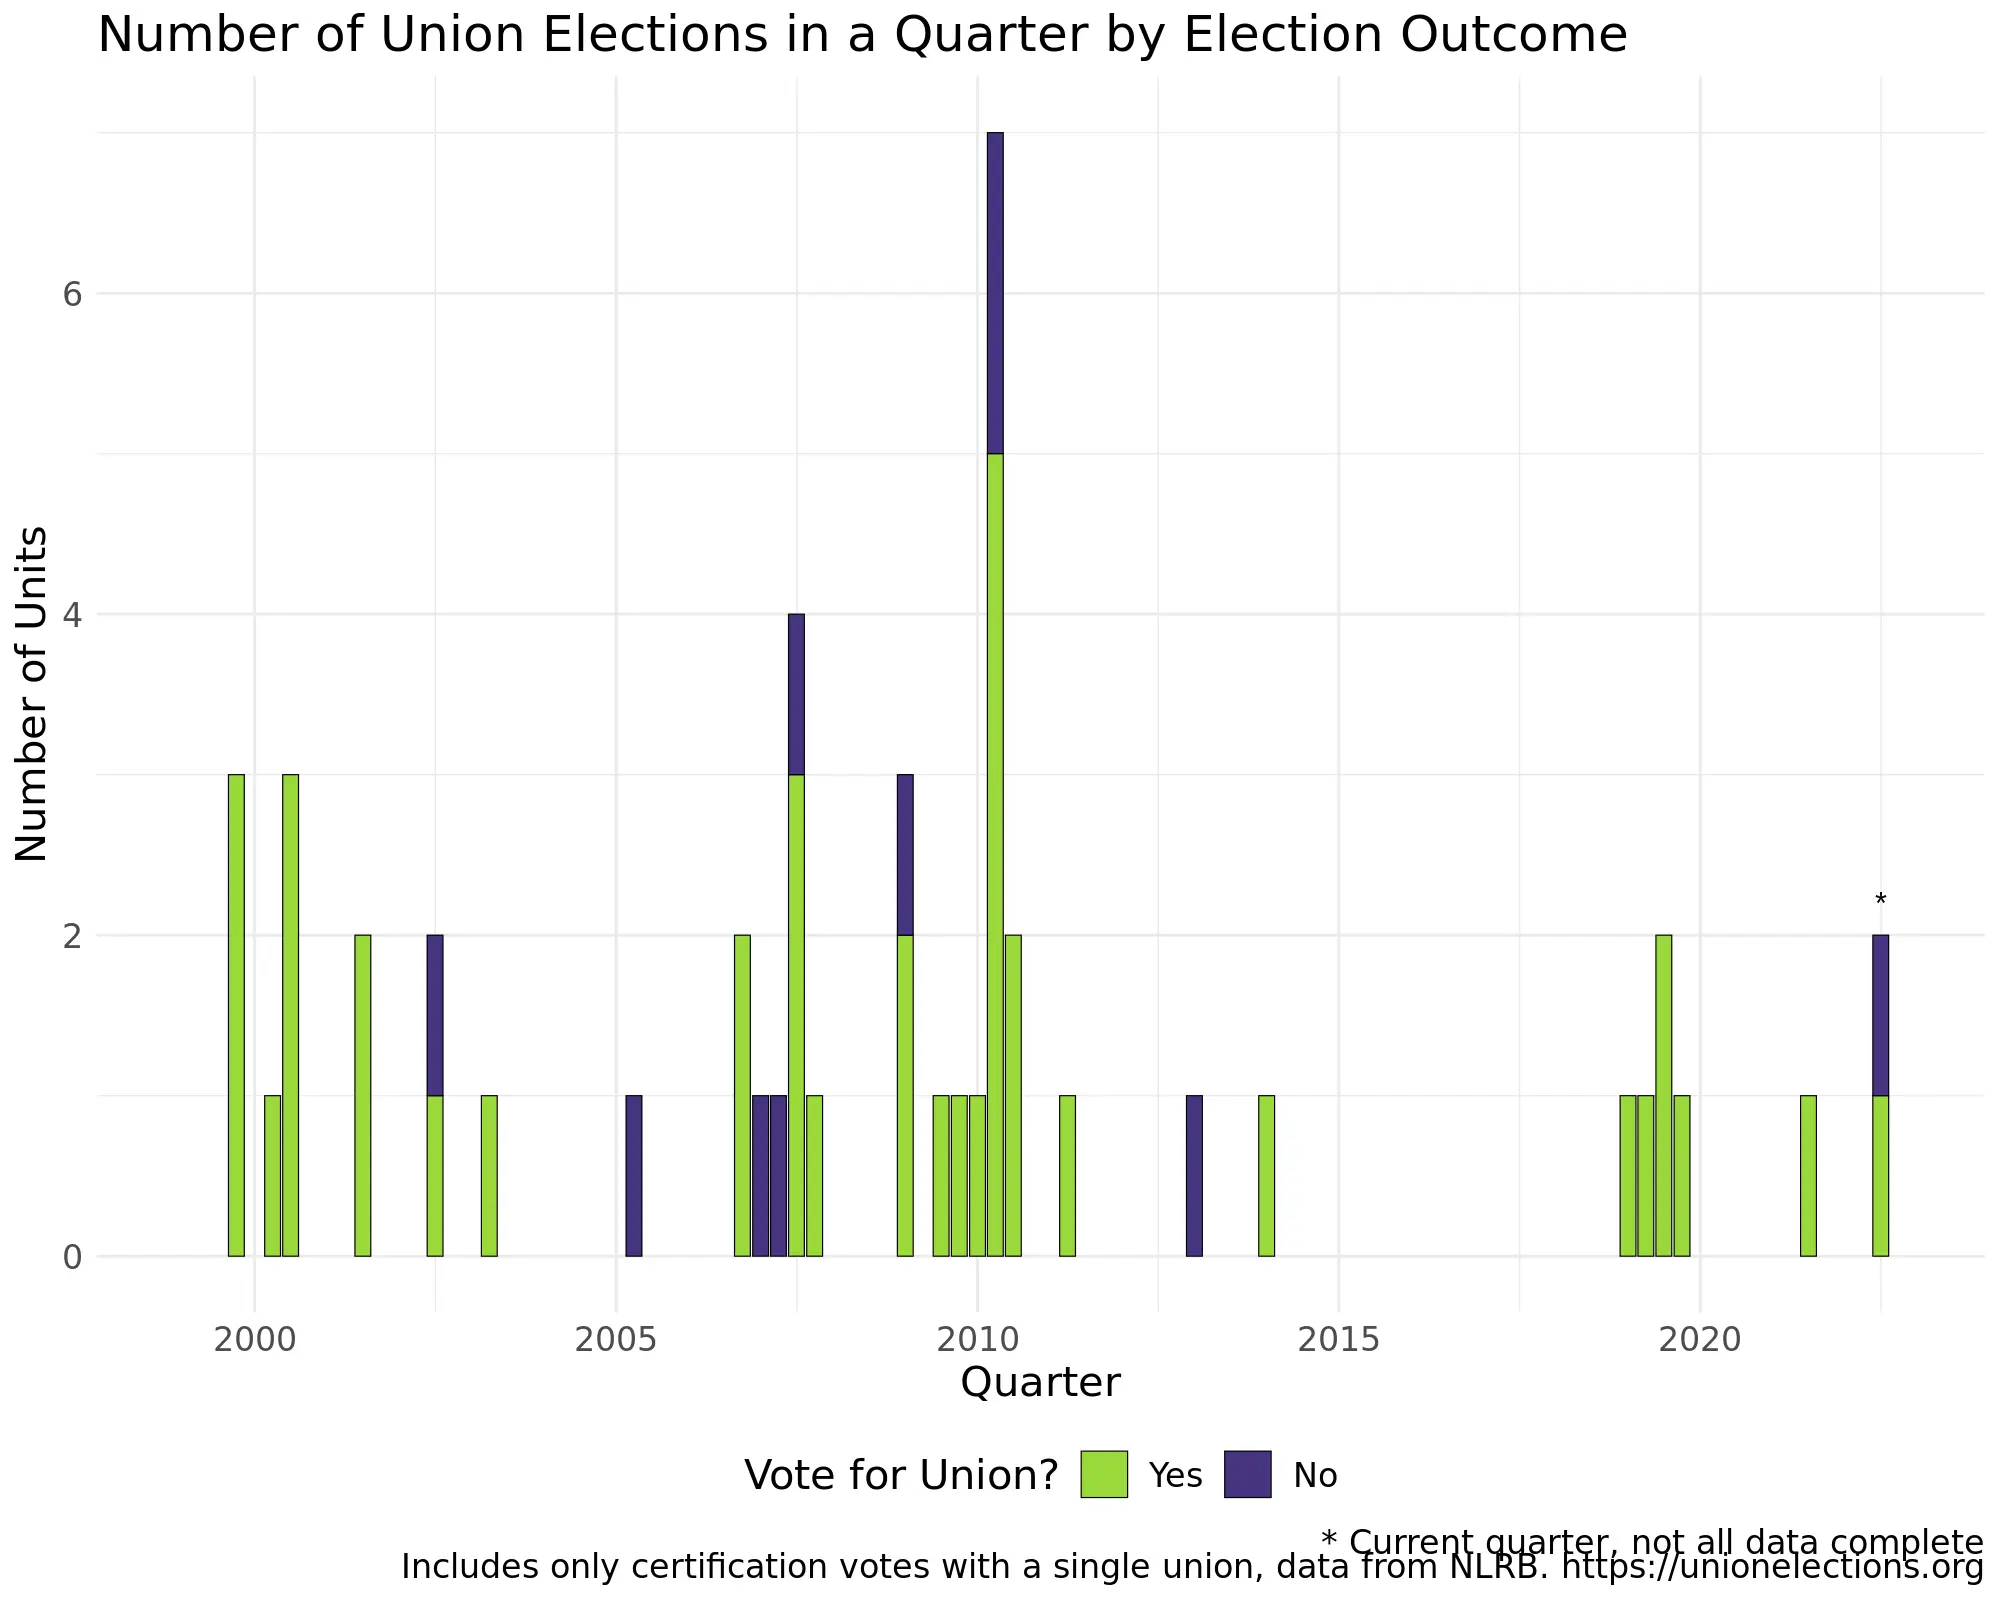 Number of Union Elections in a Quarter by Election Outcome
Number of Units
6
4
2
0
*
2000 2005 2010 2015 2020
Quarter
Vote for Union? Yes No
* Current quarter, not all data complete
Includes only certification votes with a single union, data from NLRB. https://unionelections.org